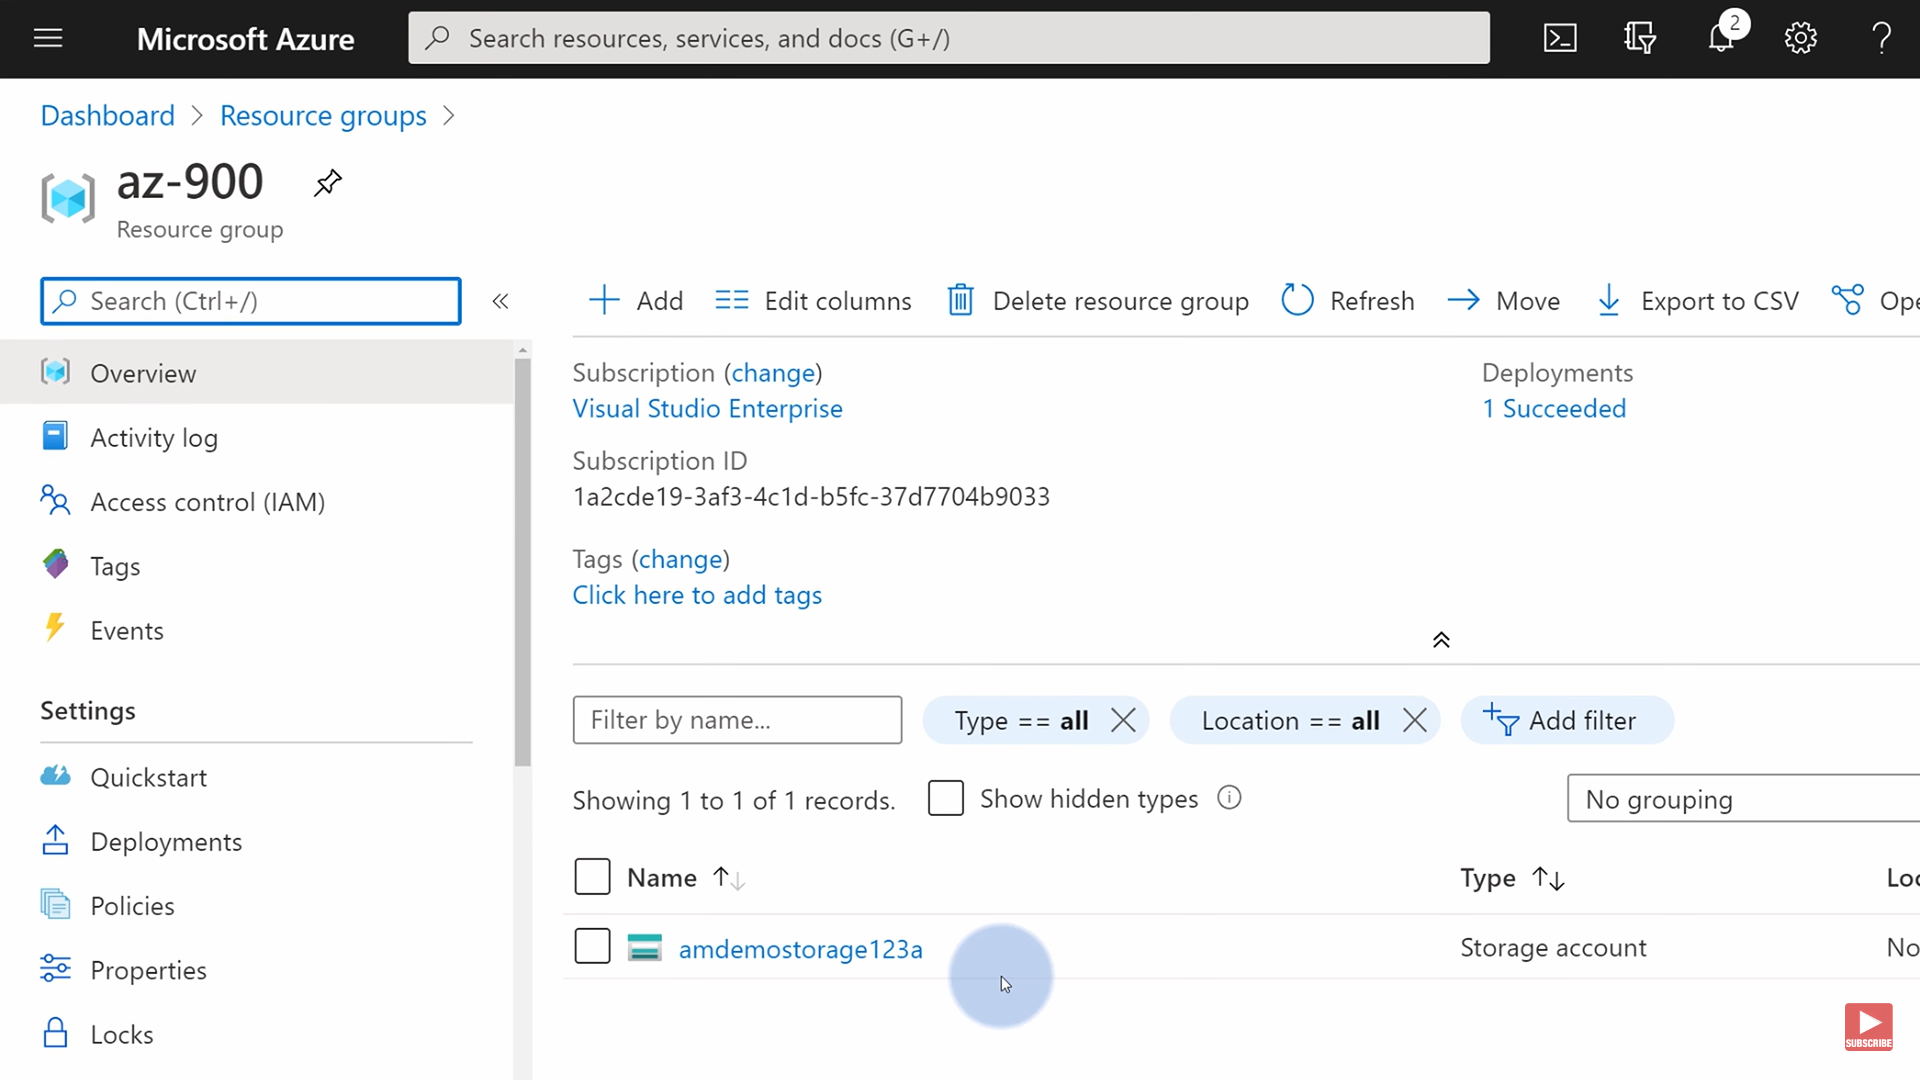 Microsoft Azure
Search resources, services, and docs (G+/)
2
Dashboard
Resource groups
az-900
Resource group
Search (Ctrl+/)
Add
Edit columns
Delete resource group
Refresh
Move
Export to CSV
Ope
Overview
Activity log
Access control (IAM)
Tags
Events
Settings
Quickstart
Deployments
Policies
Properties
Locks
Subscription (change)
Visual Studio Enterprise
Deployments
1 Succeeded
Subscription ID
1a2cde19-3af3-4c1d-b5fc-37d7704b9033
Tags (change)
Click here to add tags
Filter by name...
Type == all
Location == all
Add filter
Showing 1 to 1 of 1 records.
Show hidden types
No grouping
Name
Type
Loc
amdemostorage123a
Storage account
No
SUBSCRIBE